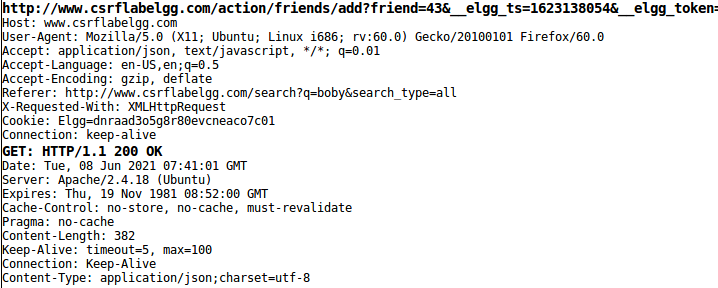 http://www.csrflabelgg.com/action/friends/add?friend=43&__elgg_ts=1623138054&__elgg_token=
Host: www.csrflabelgg.com
User-Agent: Mozilla/5.0 (X11; Ubuntu; Linux i686; rv:60.0) Gecko/20100101 Firefox/60.0
Accept: application/json, text/javascript, */*; q=0.01
Accept-Language: en-US,en;q=0.5
Accept-Encoding: gzip, deflate
Referer: http://www.csrflabelgg.com/search?q=boby&search_type=all
X-Requested-With: XMLHttpRequest
Cookie: Elgg=dnraad3o5g8r80evcneaco7c01
Connection: keep-alive
GET: HTTP/1.1 200 OK
Date: Tue, 08 Jun 2021 07:41:01 GMT
Server: Apache/2.4.18 (Ubuntu)
Expires: Thu, 19 Nov 1981 08:52:00 GMT
Cache-Control: no-store, no-cache, must-revalidate
Pragma: no-cache
Content-Length: 382
Keep-Alive: timeout=5, max=100
Connection: Keep-Alive
Content-Type: application/json;charset=utf-8